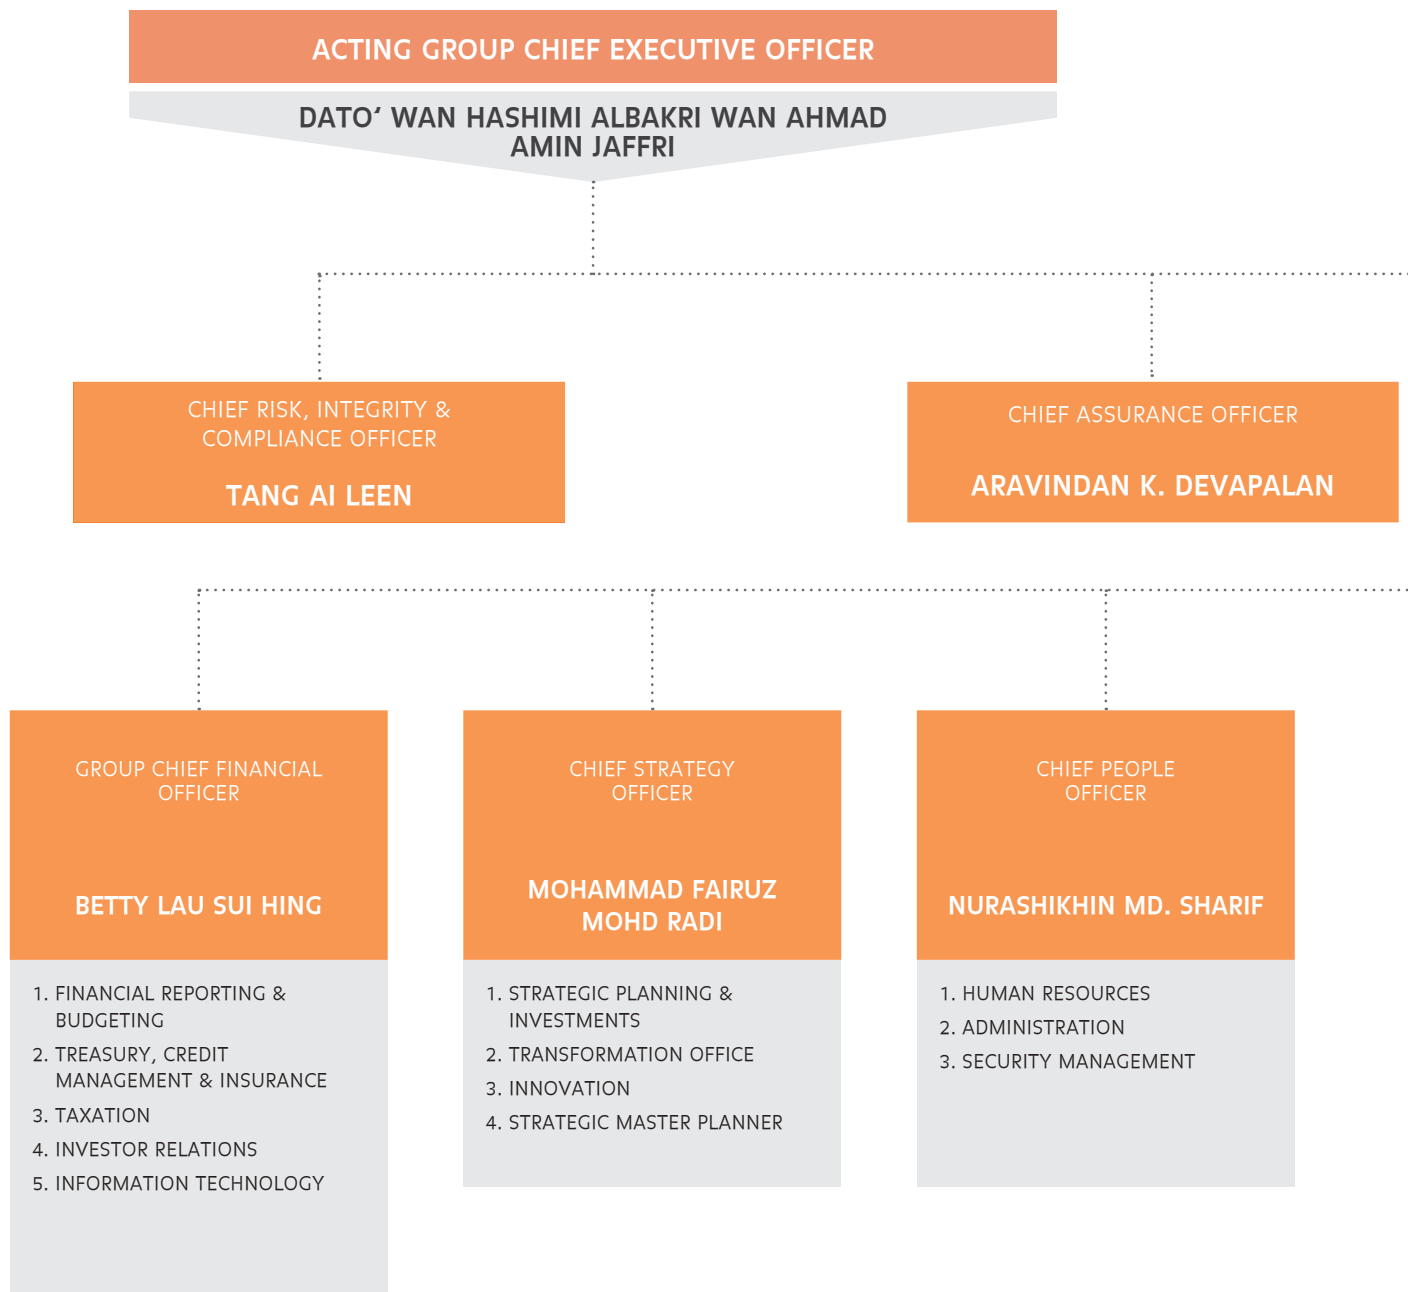 ACTING GROUP CHIEF EXECUTIVE OFFICER
DATO‘ WAN HASHIMI ALBAKRI WAN AHMAD
AMIN JAFFRI
CHIEF RISK, INTEGRITY &
COMPLIANCE OFFICER
TANG AI LEEN
CHIEF ASSURANCE OFFICER
ARAVINDAN K. DEVAPALAN
GROUP CHIEF FINANCIAL
OFFICER
BETTY LAU SUI HING
1. FINANCIAL REPORTING &
BUDGETING
2. TREASURY, CREDIT
MANAGEMENT & INSURANCE
3. TAXATION
4. INVESTOR RELATIONS
5. INFORMATION TECHNOLOGY
CHIEF STRATEGY
OFFICER
MOHAMMAD FAIRUZ
MOHD RADI
1. STRATEGIC PLANNING &
INVESTMENTS
2. TRANSFORMATION OFFICE
3. INNOVATION
4. STRATEGIC MASTER PLANNER
CHIEF PEOPLE
OFFICER
NURASHIKHIN MD. SHARIF
1. HUMAN RESOURCES
2. ADMINISTRATION
3. SECURITY MANAGEMENT